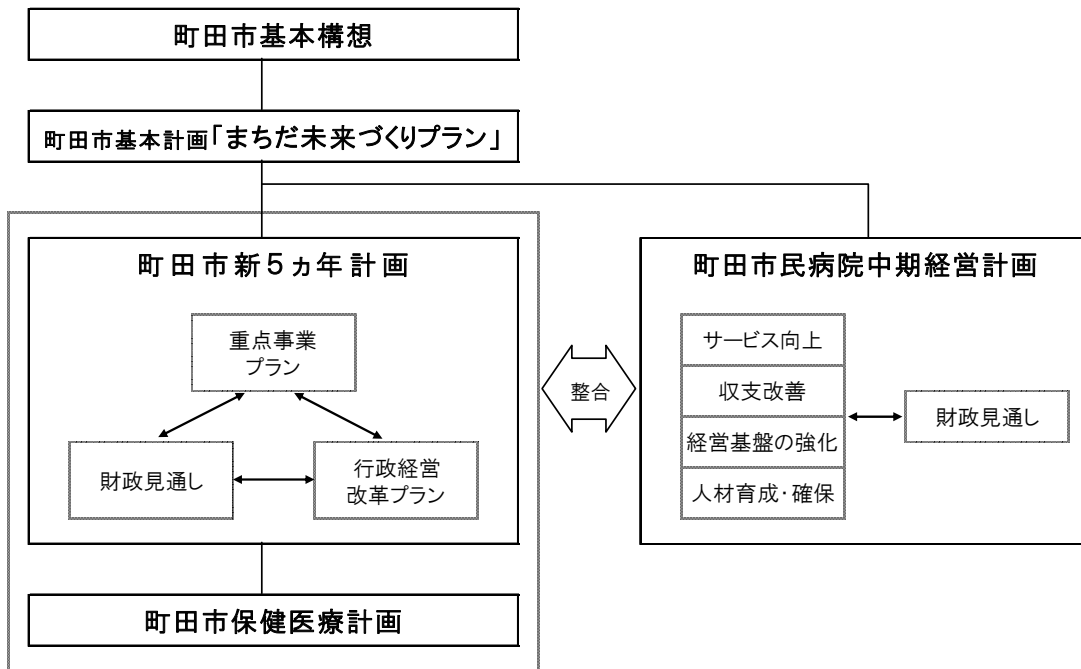 町田市基本構想
町田市基本計画「まちだ未来づくりプラン」
町田市新５ヵ年計画
重点事業
プラン
財政見通し
行政経営
改革プラン
町田市保健医療計画
整合
町田市民病院中期経営計画
サービス向上
収支改善
経営基盤の強化
人材育成・確保
財政見通し